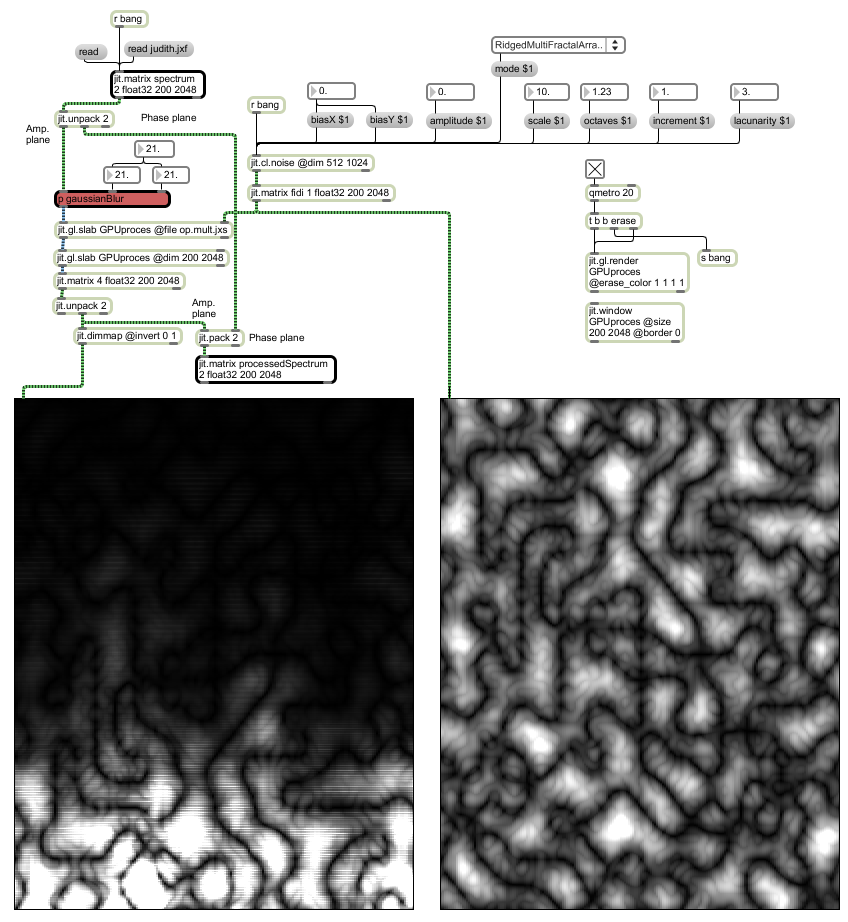 r bang
read
read judith.jxf
RidgedMultiFractalArra..
mode $1
jit.matrix spectrum
2 float32 200 2048
0.
0.
10.
1.23
1.
3.
r bang
jit.unpack 2
Phase plane
biasX $1
biasY $1
amplitude $1
scale $1
octaves $1
increment $1
lacunarity $1
Amp.
plane
21.
21.
21.
jit.cl.noise @dim 512 1024
p gaussianBlur
jit.matrix fidi 1 float32 200 2048
qmetro 20
t b b erase
jit.gl.slab GPUproces @file op.mult.jxs
jit.gl.slab GPUproces @dim 200 2048
s bang
jit.gl.render
GPUproces
@erase_color 1 1 1 1
jit.matrix 4 float32 200 2048
jit.unpack 2
Amp.
plane
jit.window
GPUproces @size
200 2048 @border 0
jit.dimmap @invert 0 1
jit.pack 2
Phase plane
jit.matrix processedSpectrum
2 float32 200 2048